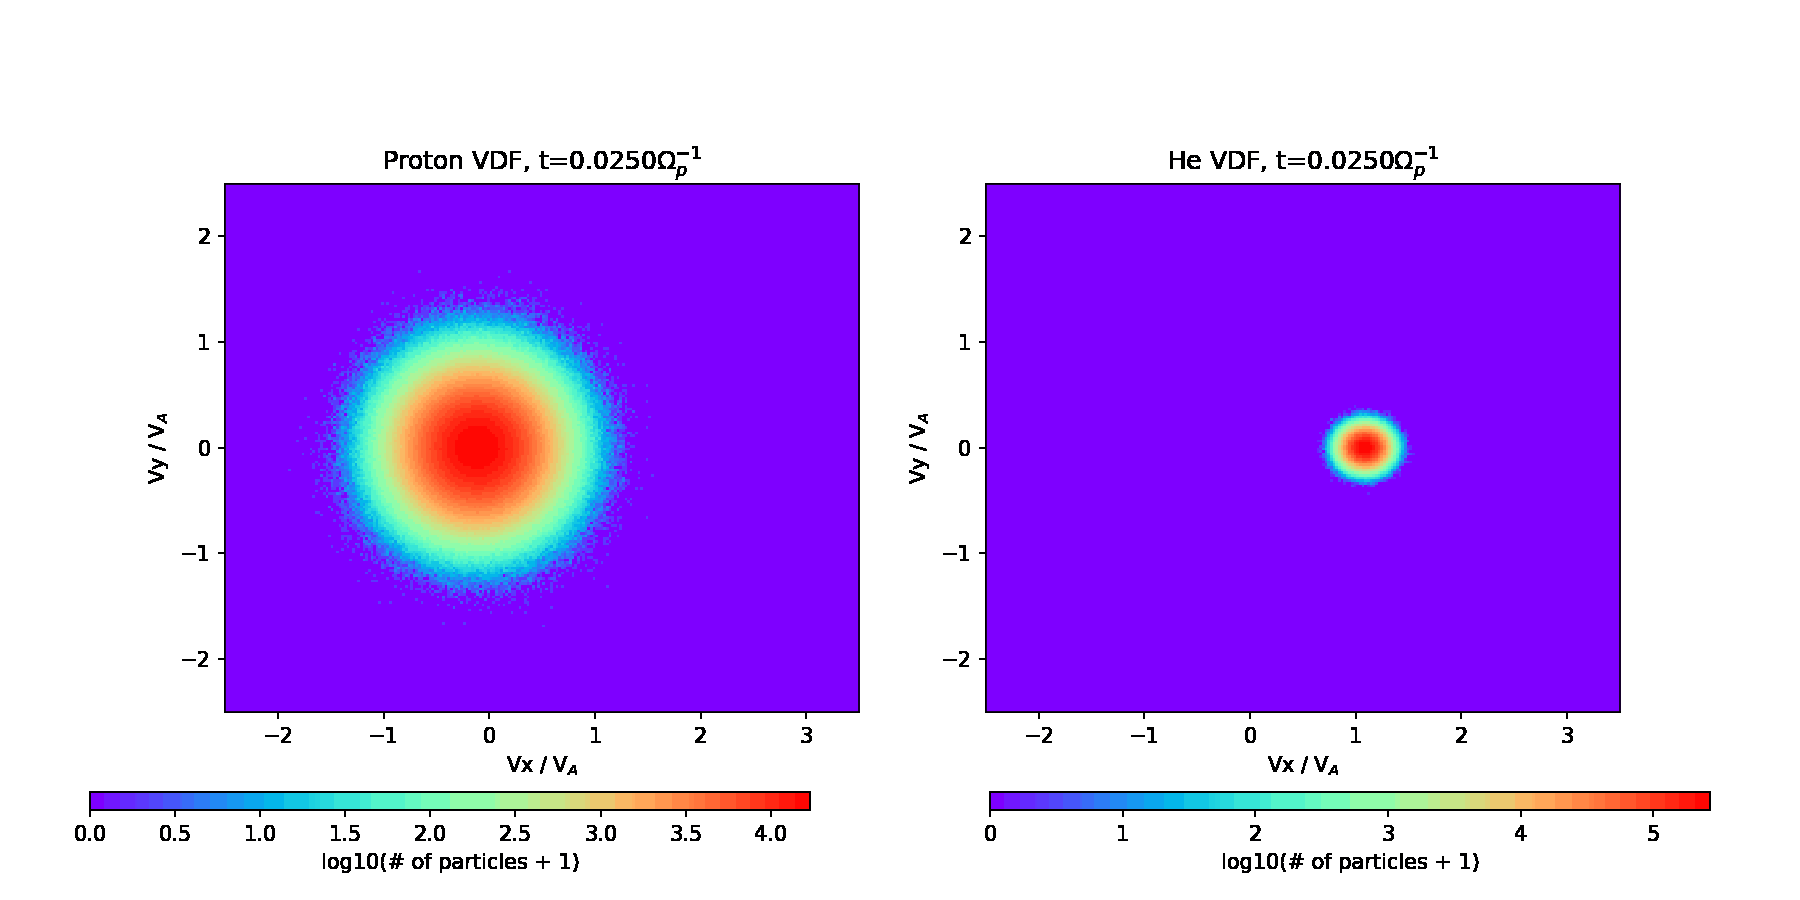 Proton VDF, t=0.0250Ω_p^{-1}
2
1
0
−1
−2
Vy / V_A
−2 −1 0 1 2 3
Vx / V_A
0.0 0.5 1.0 1.5 2.0 2.5 3.0 3.5 4.0
log10(# of particles + 1)
He VDF, t=0.0250Ω_p^{-1}
2
1
0
−1
−2
Vy / V_A
−2 −1 0 1 2 3
Vx / V_A
0 1 2 3 4 5
log10(# of particles + 1)